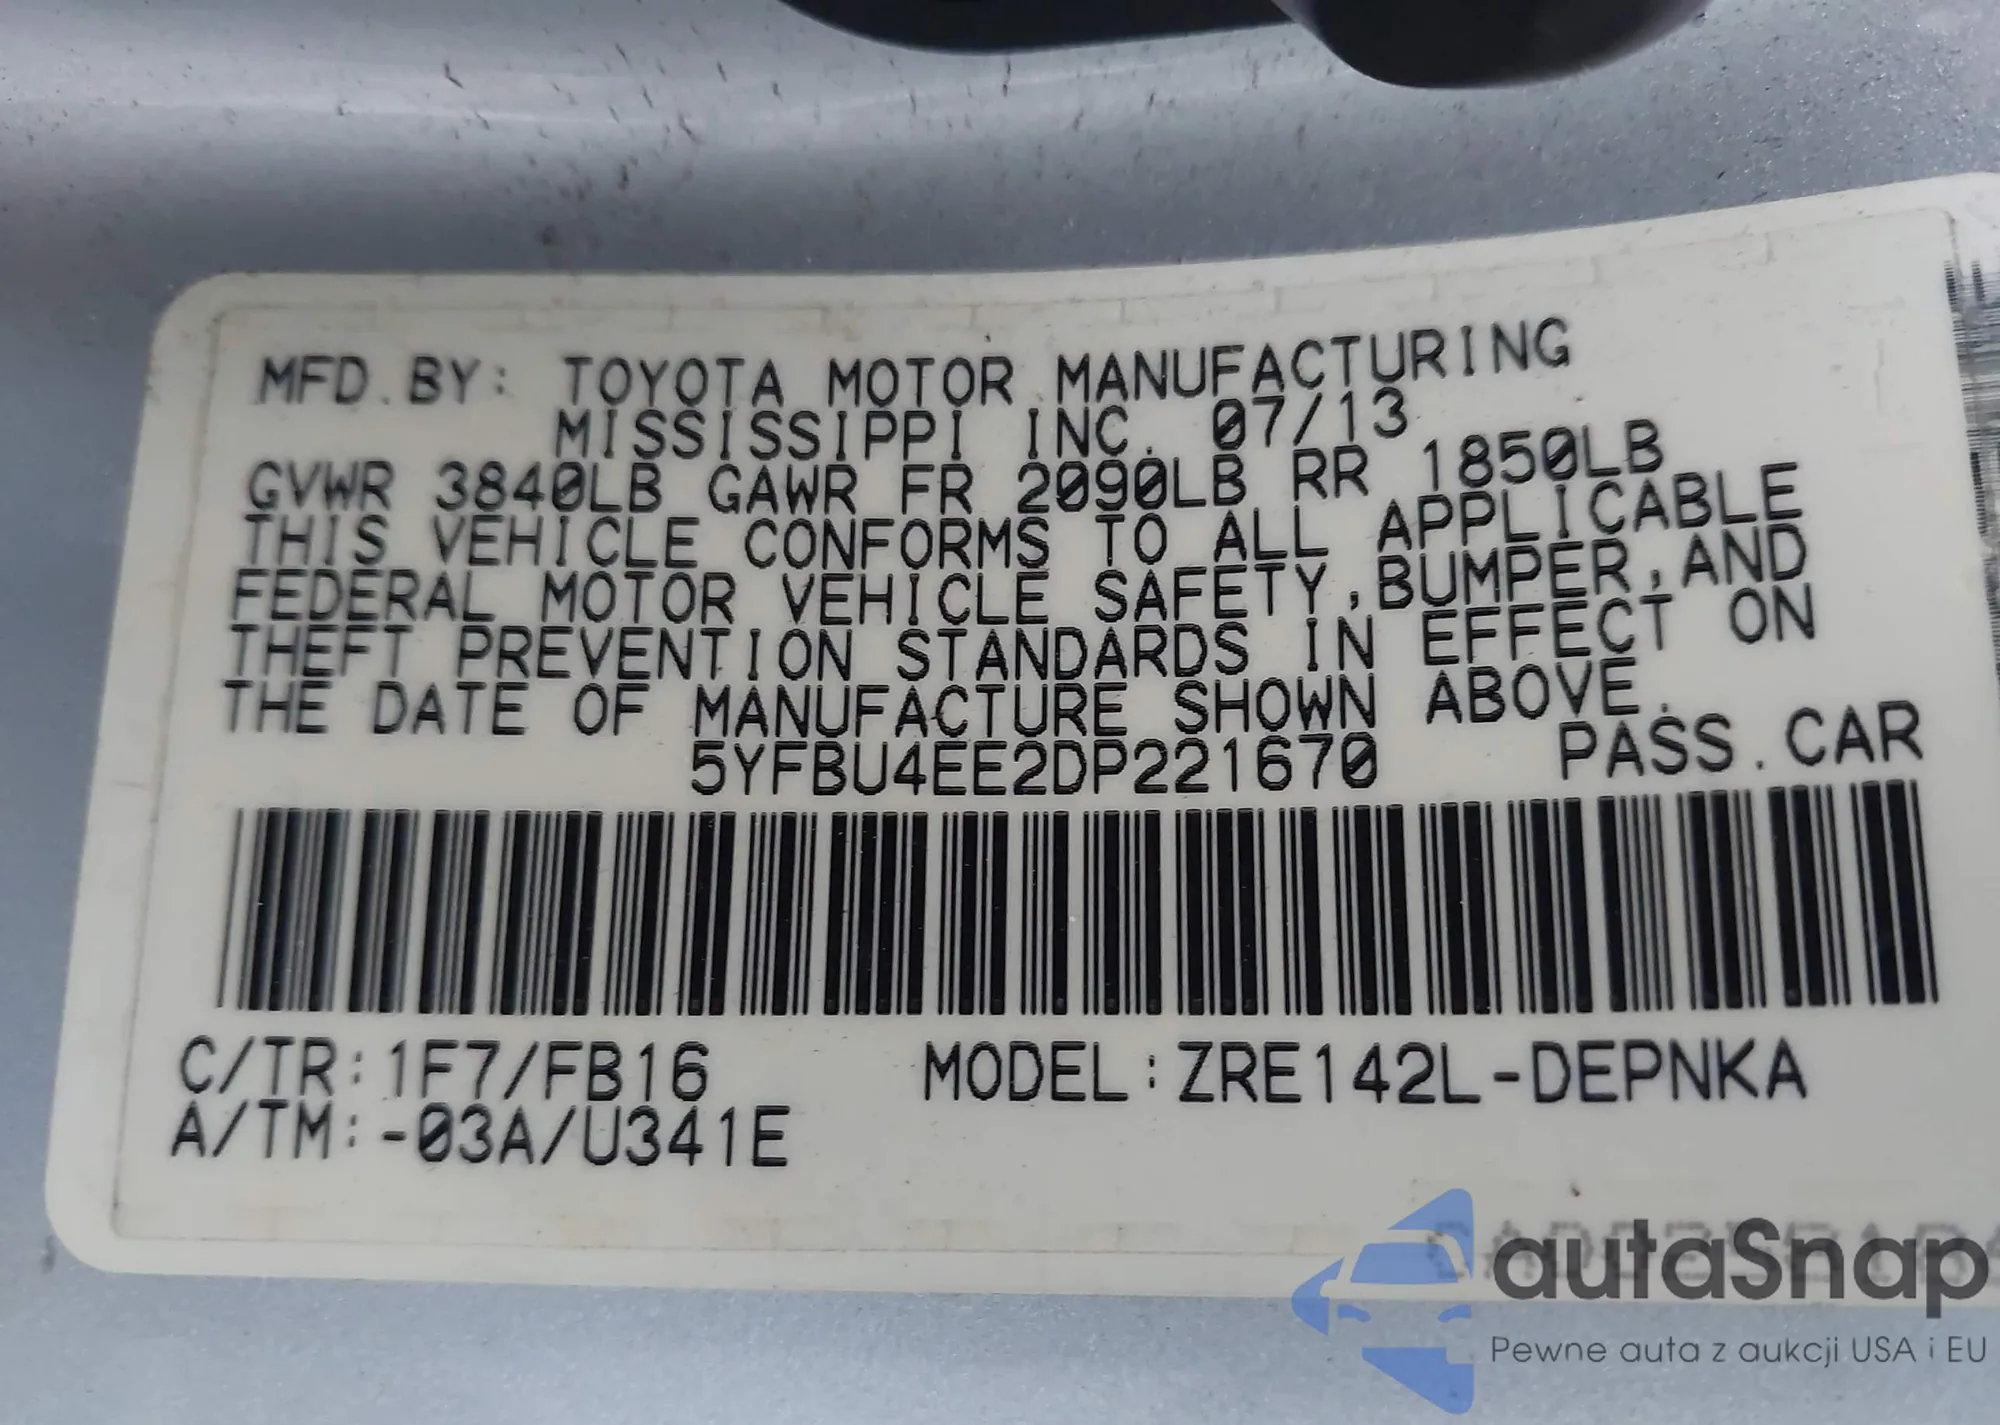 MFD.BY: TOYOTA MOTOR MANUFACTURING
MISSISSIPPI INC. 07/13
GVWR 3840LB GAWR FR 2090LB RR 1850LB
THIS VEHICLE CONFORMS TO ALL APPLICABLE
FEDERAL MOTOR VEHICLE SAFETY,BUMPER,AND
THEFT PREVENTION STANDARDS IN EFFECT ON
THE DATE OF MANUFACTURE SHOWN ABOVE.
5YFBU4EE2DP221670 PASS.CAR
C/TR:1F7/FB16 MODEL:ZRE142L-DEPNKA
A/TM:-03A/U341E
autaSnap
Pewne auta z aukcji USA i EU